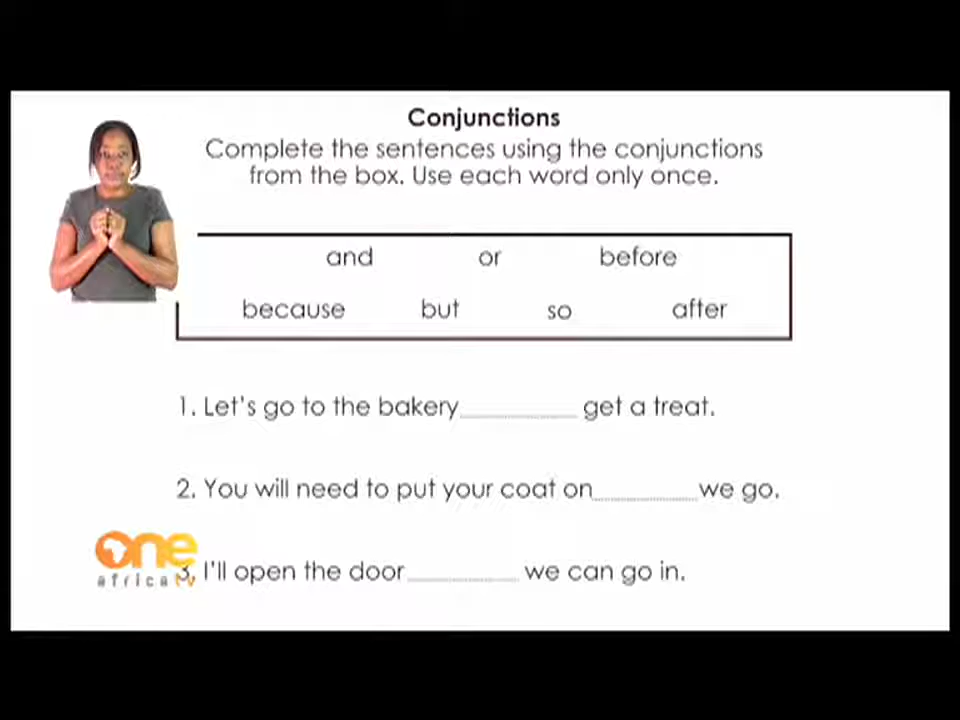 Conjunctions
Complete the sentences using the conjunctions
from the box. Use each word only once.
and or before
because but so after
1. Let's go to the bakery............ get a treat.
2. You will need to put your coat on............ we go.
3. I'll open the door............ we can go in.
One
africa tv